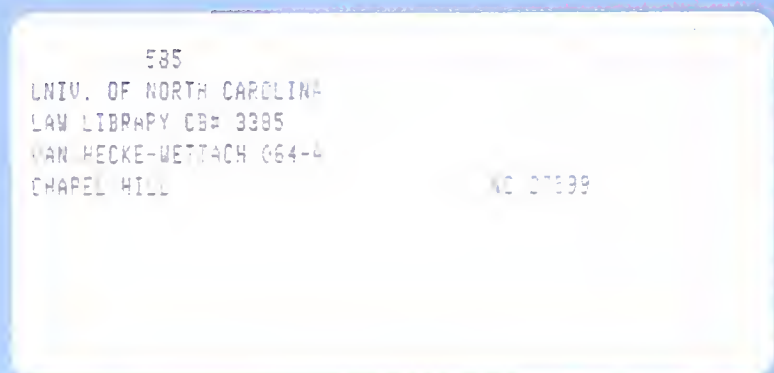 585
UNIV. OF NORTH CAROLINA
LAW LIBRARY CB# 3385
VAN HECKE-WETTACH 064-A
CHAPEL HILL NC 27599